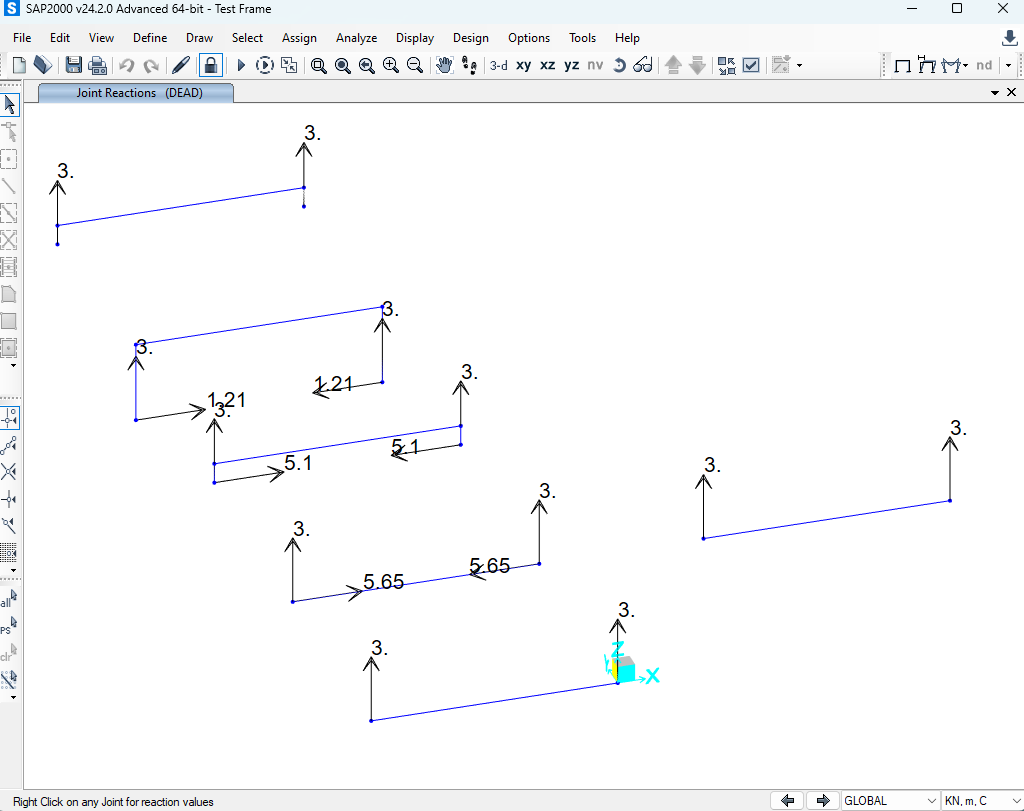 S SAP2000 v24.2.0 Advanced 64-bit - Test Frame
File Edit View Define Draw Select Assign Analyze Display Design Options Tools Help
3-d xy xz yz nv nd
Joint Reactions (DEAD)
3.
3.
3.
3.
1.21
1.21
3.
3.
5.1
5.1
3.
3.
3.
3.
5.65
5.65
3.
3.
Z
Y
X
all
PS
clr
Right Click on any Joint for reaction values
GLOBAL
KN, m, C